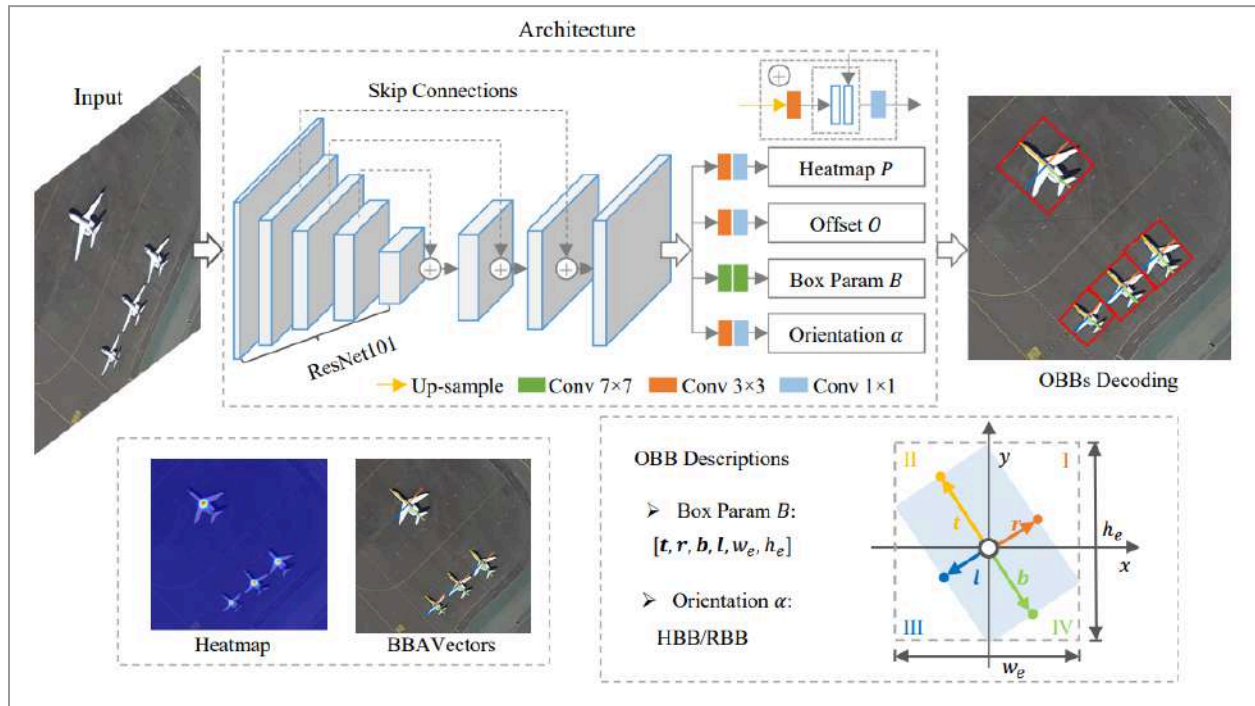 Architecture
Input
Skip Connections
Heatmap P
Offset O
Box Param B
Orientation α
ResNet101
Up-sample
Conv 7×7
Conv 3×3
Conv 1×1
OBBs Decoding
Heatmap
BBAVectors
OBB Descriptions
➢ Box Param B:
[t, r, b, l, wₑ, hₑ]
➢ Orientation α:
HBB/RBB
II
y
I
t
r
hₑ
x
l
b
III
IV
wₑ